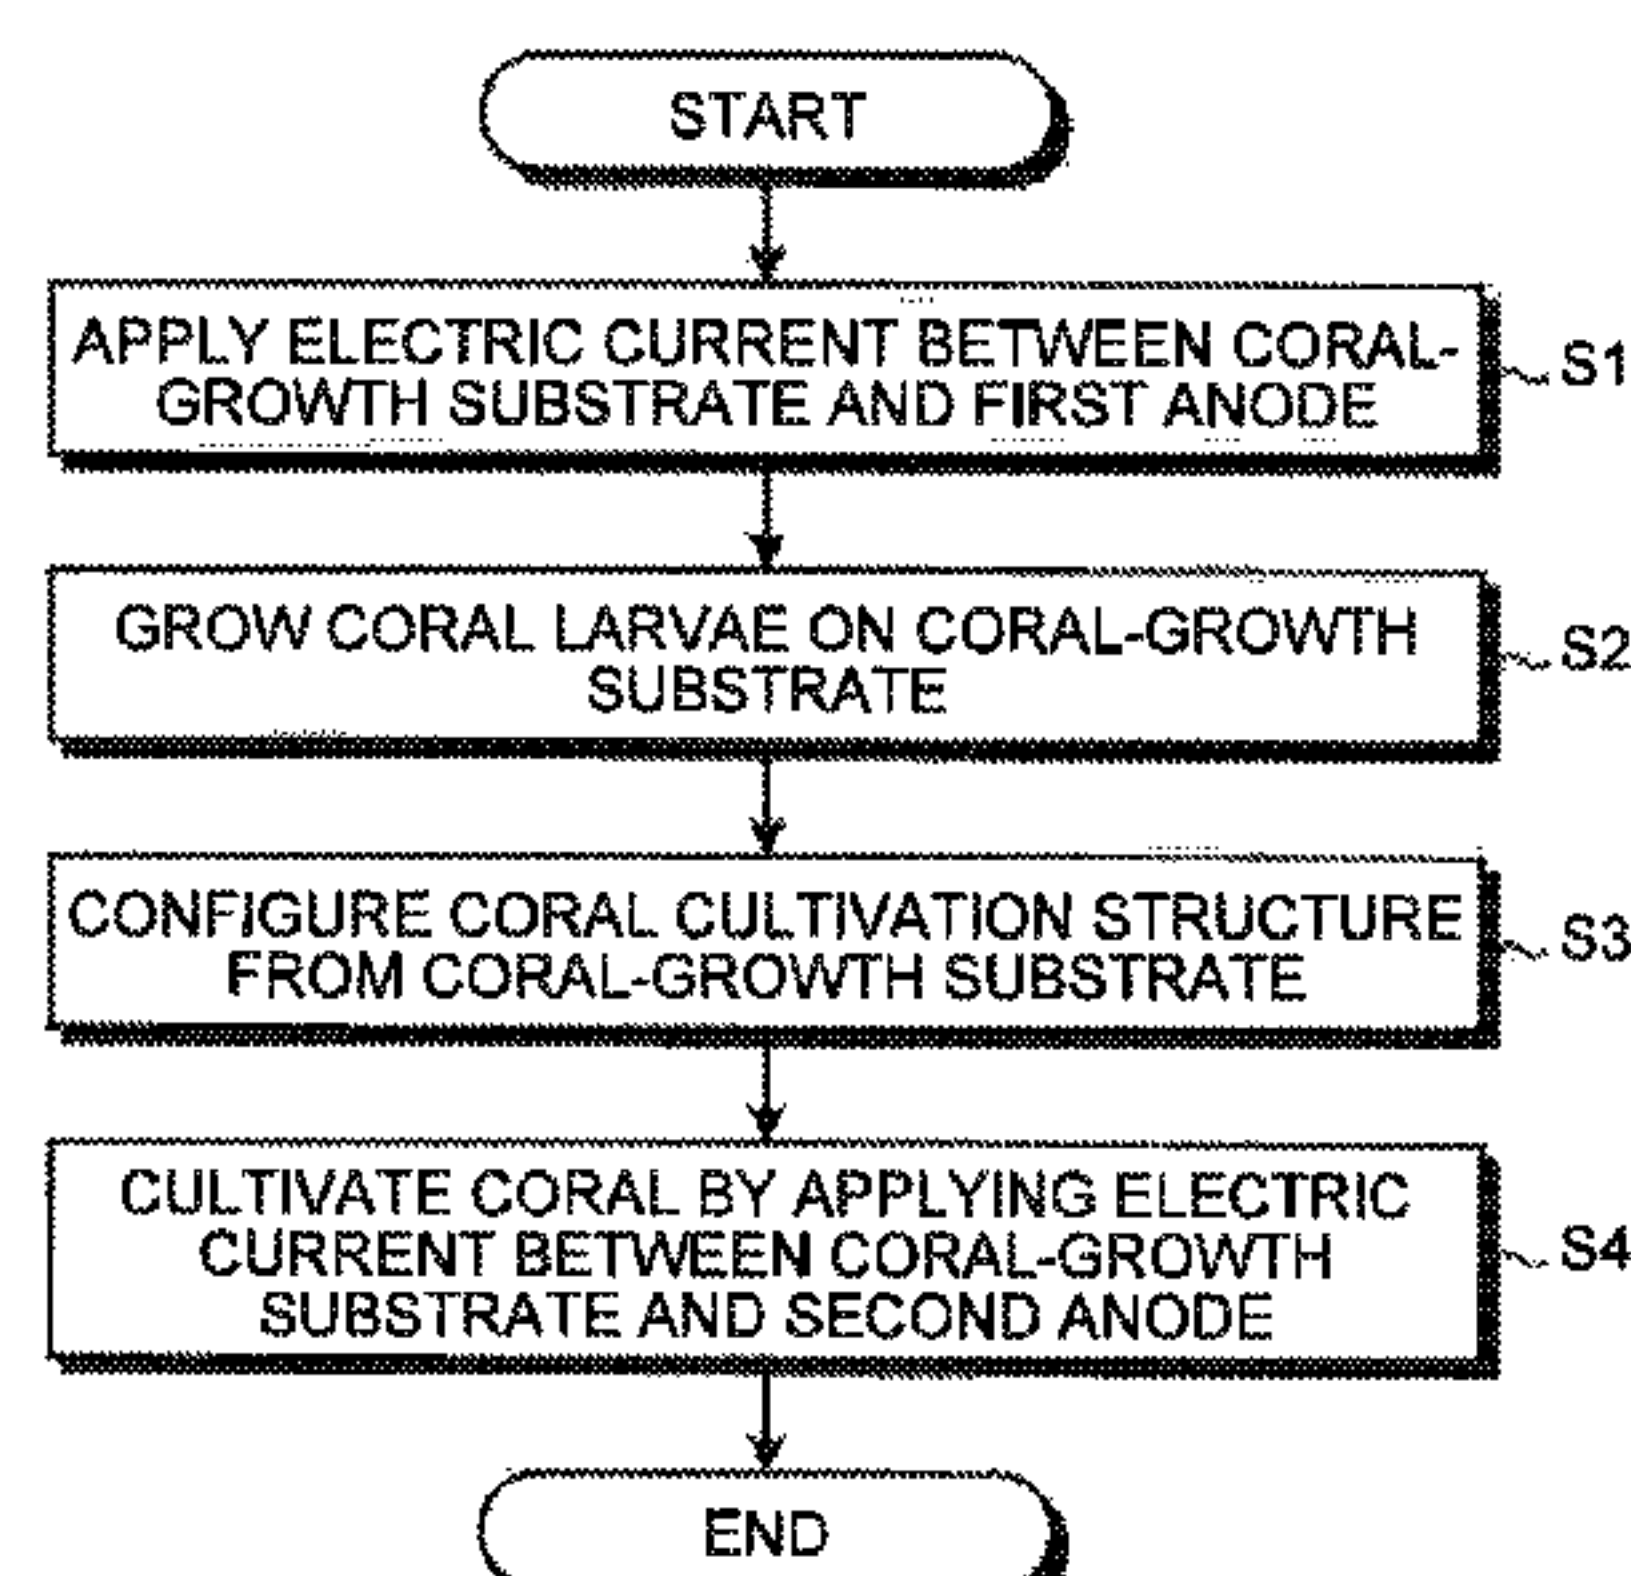 START
APPLY ELECTRIC CURRENT BETWEEN CORAL-
GROWTH SUBSTRATE AND FIRST ANODE
S1
GROW CORAL LARVAE ON CORAL-GROWTH
SUBSTRATE
S2
CONFIGURE CORAL CULTIVATION STRUCTURE
FROM CORAL-GROWTH SUBSTRATE
S3
CULTIVATE CORAL BY APPLYING ELECTRIC
CURRENT BETWEEN CORAL-GROWTH
SUBSTRATE AND SECOND ANODE
S4
END